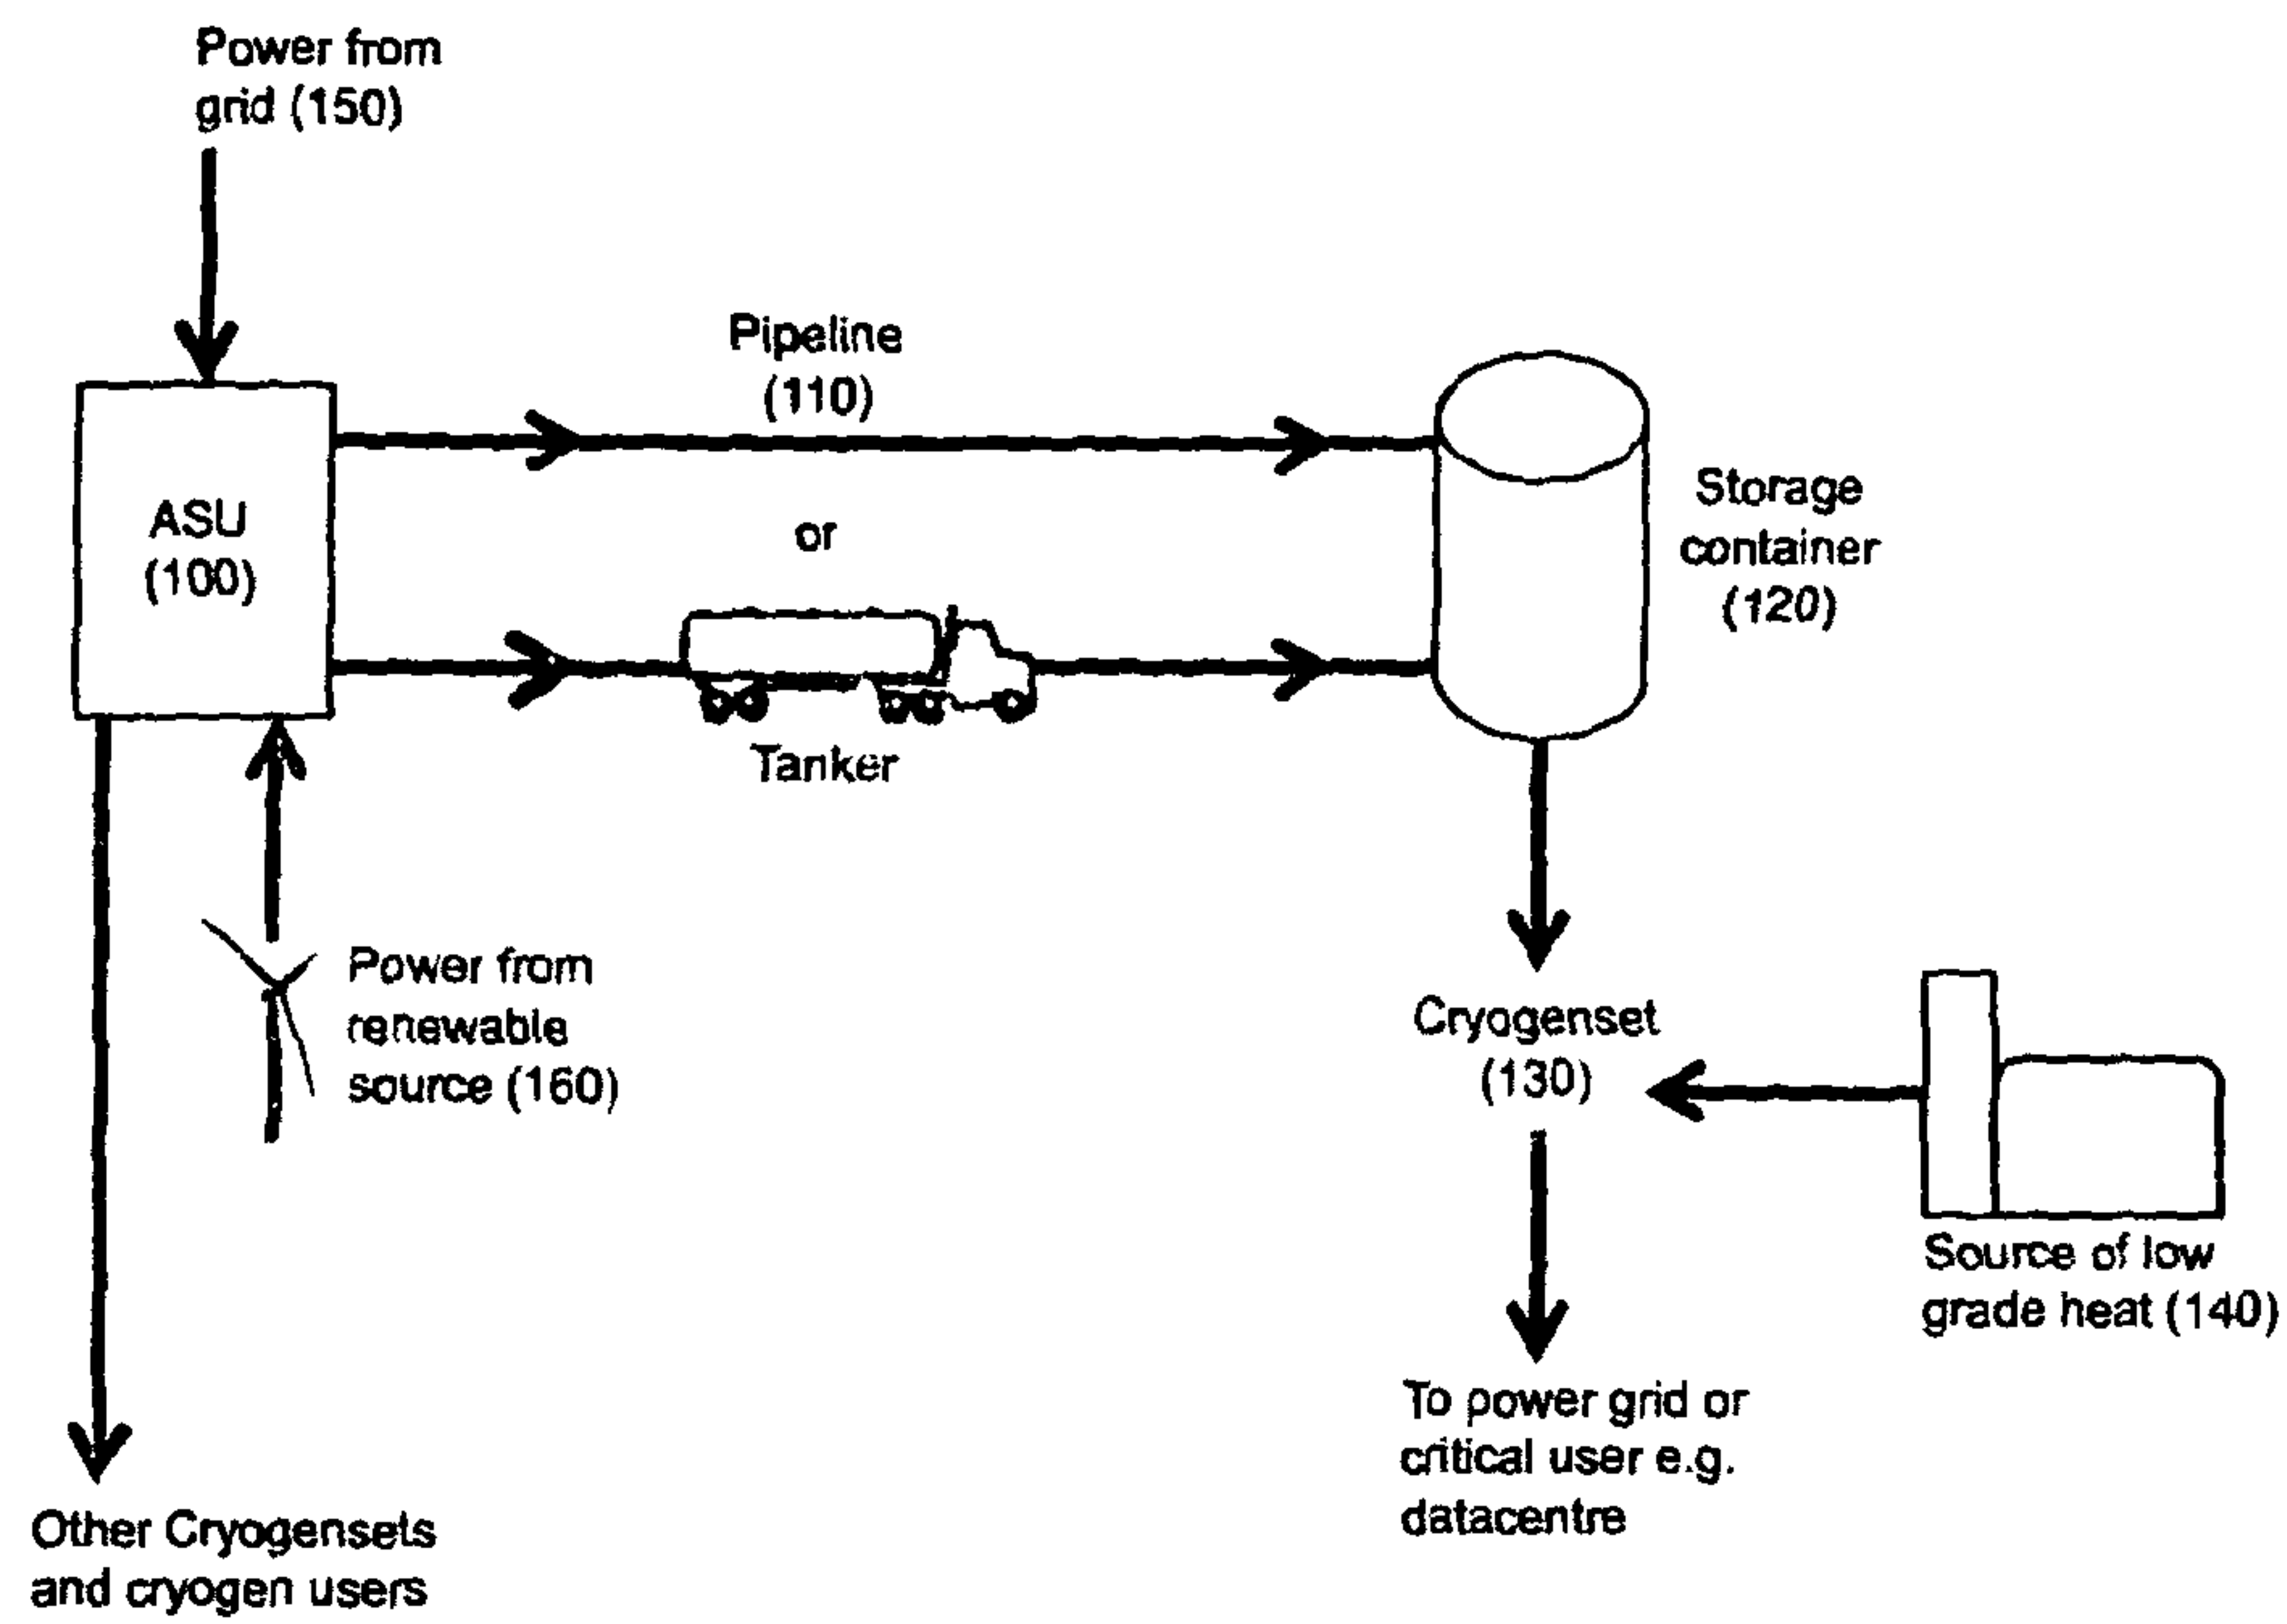 Power from
grid (150)
Pipeline
(110)
ASU
(100)
or
Storage
container
(120)
Tanker
Power from
renewable
source (160)
Cryogenset
(130)
Source of low
grade heat (140)
To power grid or
critical user e.g.
datacentre
Other Cryogensets
and cryogen users